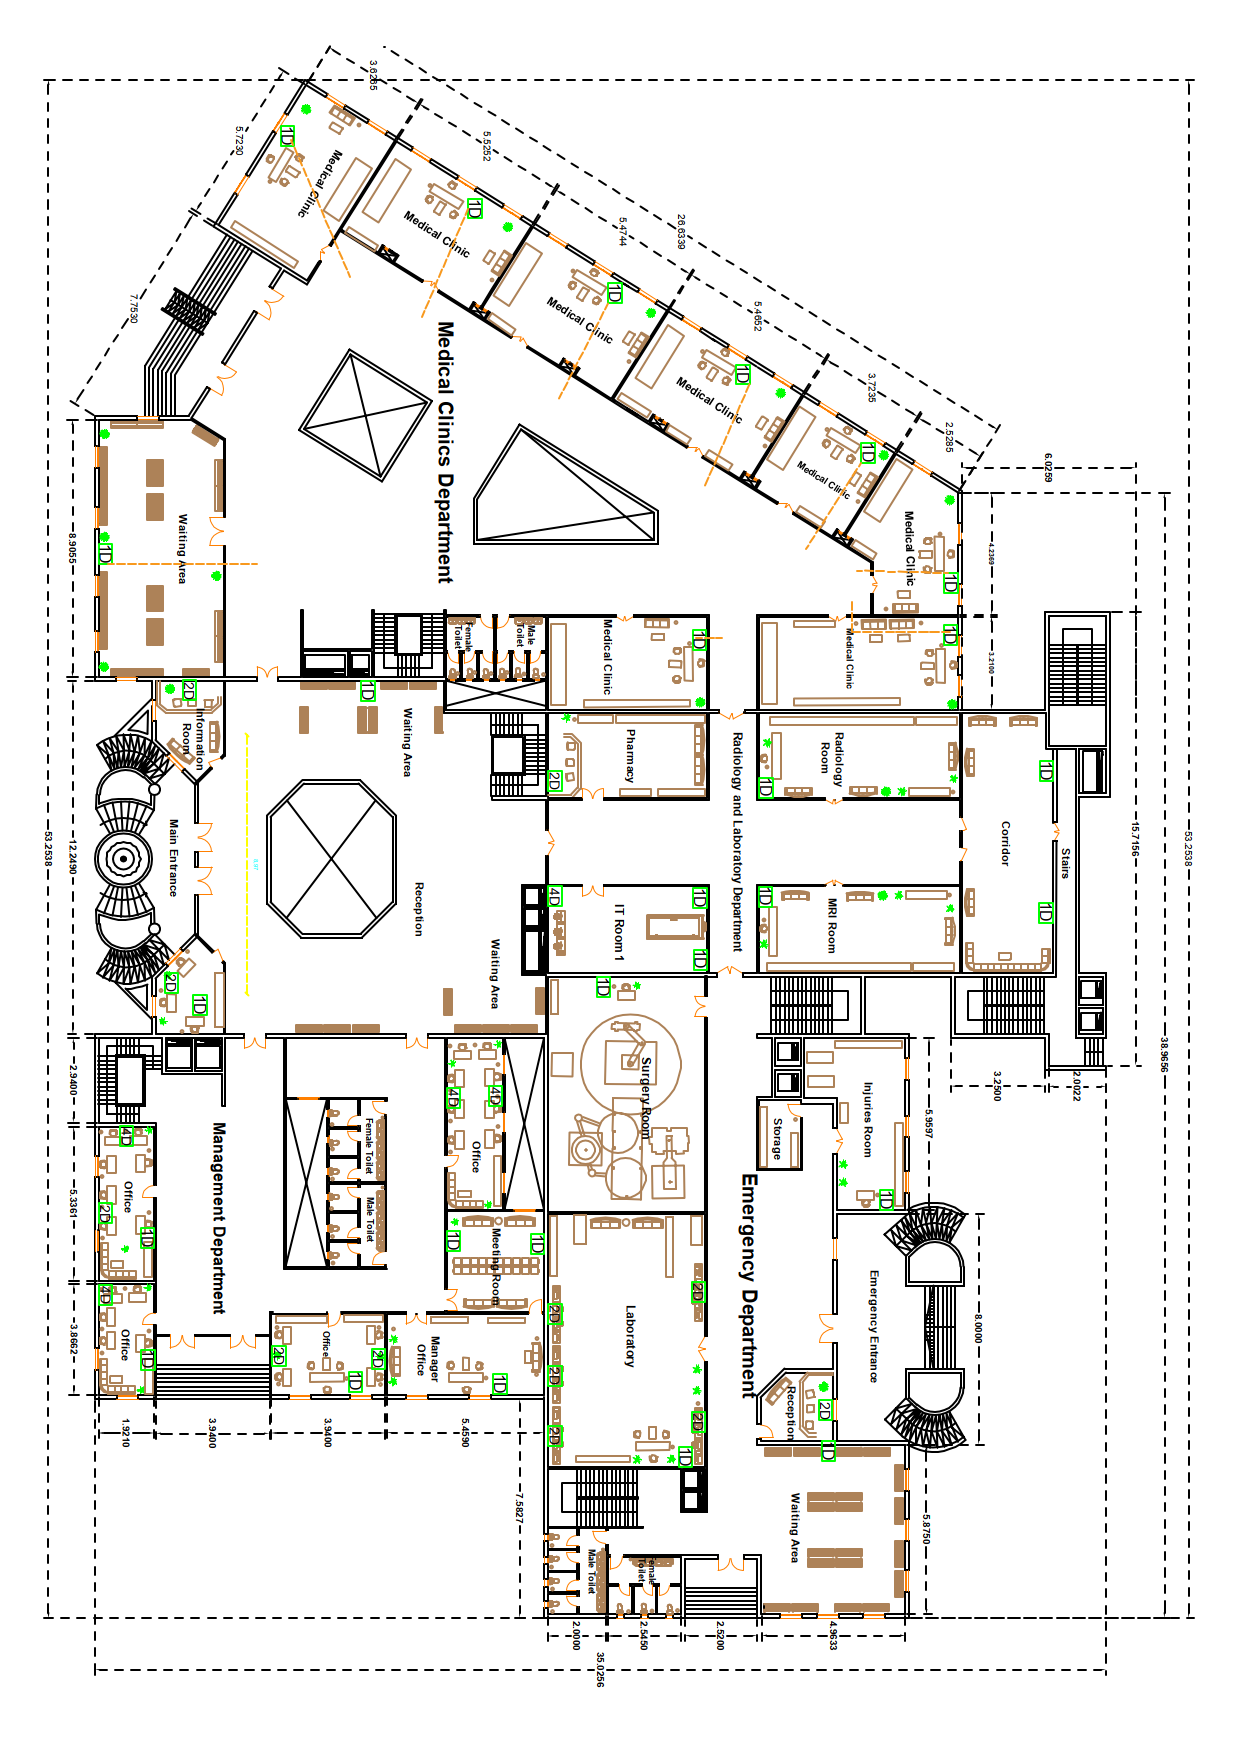 3.6285
5.5252
5.7230
1D
Medical Clinic
26.6339
5.4744
1D
Medical Clinic
7.7530
1D
Medical Clinic
5.4652
1D
Medical Clinic
3.7235
2.5285
1D
Medical Clinic
6.0259
Medical Clinics Department
Medical Clinic
4.2369
1D
8.9055
Waiting Area
1D
Female Toilet
Male Toilet
Medical Clinic
1D
Medical Clinic
1D
3.2100
2D
Information Room
1D
Waiting Area
Pharmacy
2D
Radiology and Laboratory Department
Radiology Room
1D
1D
Corridor
Stairs
15.7156
53.2538
53.2538
12.2490
Main Entrance
Reception
4D
IT Room 1
1D
1D
1D
MRI Room
1D
Waiting Area
2D
1D
1D
Surgery Room
38.9656
2.9400
4D
4D
Office
Female Toilet
Male Toilet
Management Department
Storage
Injuries Room
1D
5.9597
3.2500
2.0022
4D
Office
2D
1D
5.3361
1D
Meeting Room
1D
Emergency Department
Emergency Entrance
8.0000
4D
Office
1D
3.8662
2D
Office
2D
1D
Manager Office
1D
Laboratory
2D
2D
2D
2D
2D
1D
Reception
2D
1D
1.9210
3.9400
3.9400
5.4590
7.5827
Waiting Area
5.8750
Male Toilet
Female Toilet
2.0000
2.5450
2.5200
4.9633
35.0256